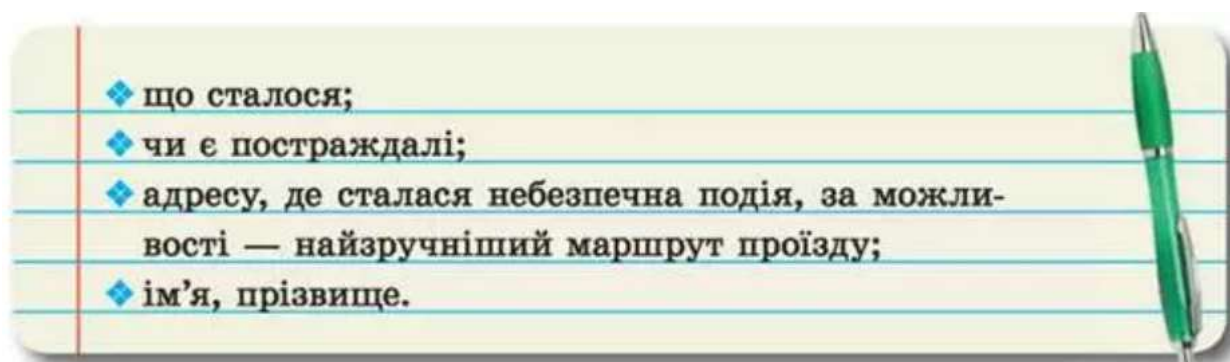 ❖ що сталося;
❖ чи є постраждалі;
❖ адресу, де сталася небезпечна подія, за можли-
вості — найзручніший маршрут проїзду;
❖ ім’я, прізвище.